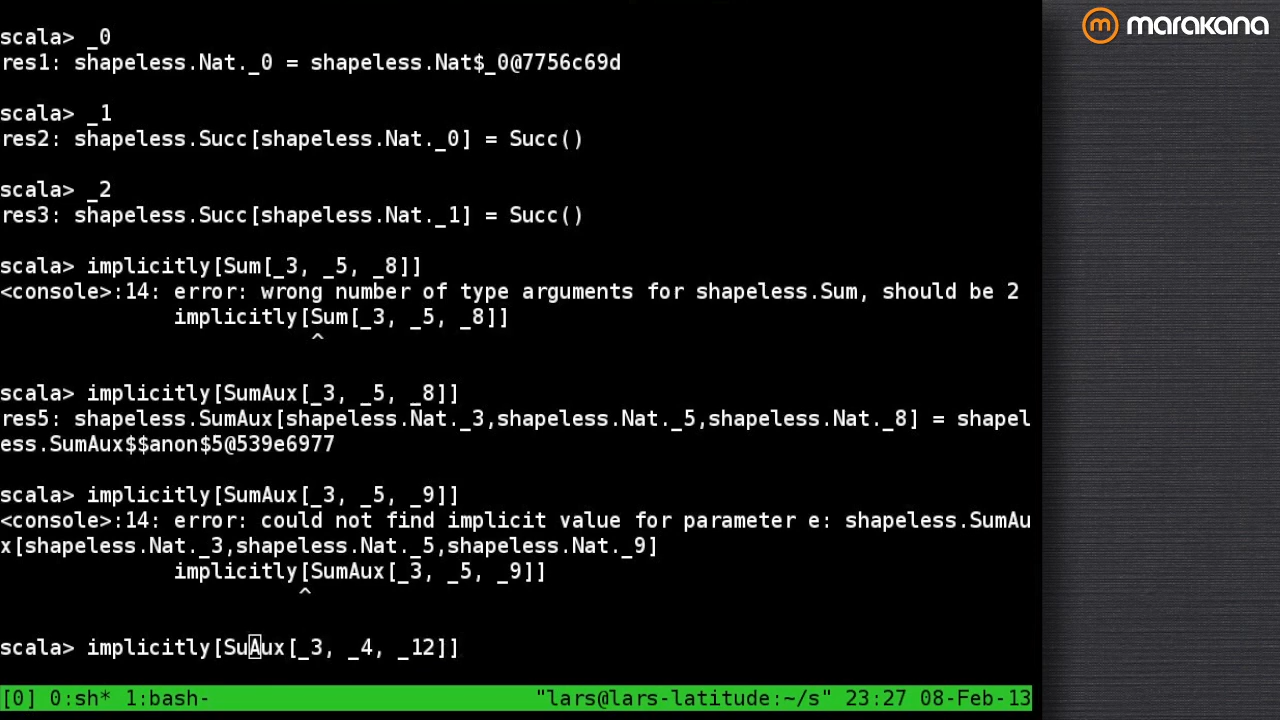 marakana
scala> _0
res1: shapeless.Nat._0 = shapeless.Nat$_0@7756c69d
scala> _1
res2: shapeless.Succ[shapeless.Nat._0] = Succ()
scala> _2
res3: shapeless.Succ[shapeless.Nat._1] = Succ()
scala> implicitly[Sum[_3, _5, _8]]
<console>:14: error: wrong number of type arguments for shapeless.Sum, should be 2
implicitly[Sum[_3, _5, _8]]
^
scala> implicitly[SumAux[_3, _5, _8]]
res5: shapeless.SumAux[shapeless.Nat._3,shapeless.Nat._5,shapeless.Nat._8] = shapel
ess.SumAux$$anon$5@539e6977
scala> implicitly[SumAux[_3, _5, _9]]
<console>:14: error: could not find implicit value for parameter e: shapeless.SumAu
x[shapeless.Nat._3,shapeless.Nat._5,shapeless.Nat._9]
implicitly[SumAux[_3, _5, _9]]
^
scala> implicitly[SuAux[_3, _4, _12]]
[0] 0:sh* 1:bash- "lars@lars-latitude:~/s" 23:27 08-Feb-13